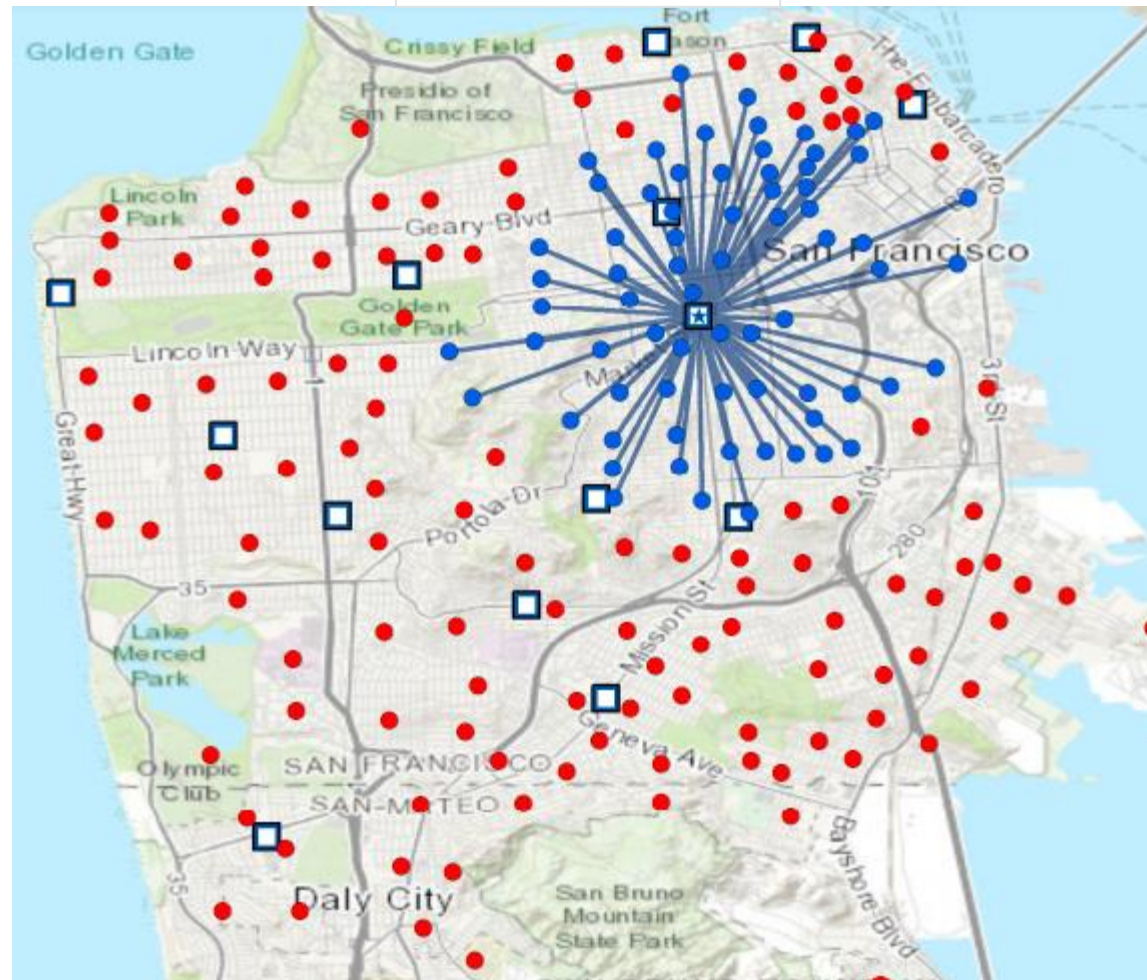 Fort
Mason
Golden Gate
Crissy Field
The Embarcadero
Presidio of
San Francisco
Lincoln
Park
Geary-Blvd
San Francisco
Golden
Gate Park
Lincoln Way
Market
1
3rd St
Great Hwy
Portola-Dr
101
280
35
Mission St
Lake
Merced
Park
Geneva Ave
SAN FRANCISCO
Olympic
Club
SAN-MATEO
Bayshore-Blvd
35
Daly City
San Bruno
Mountain
State Park